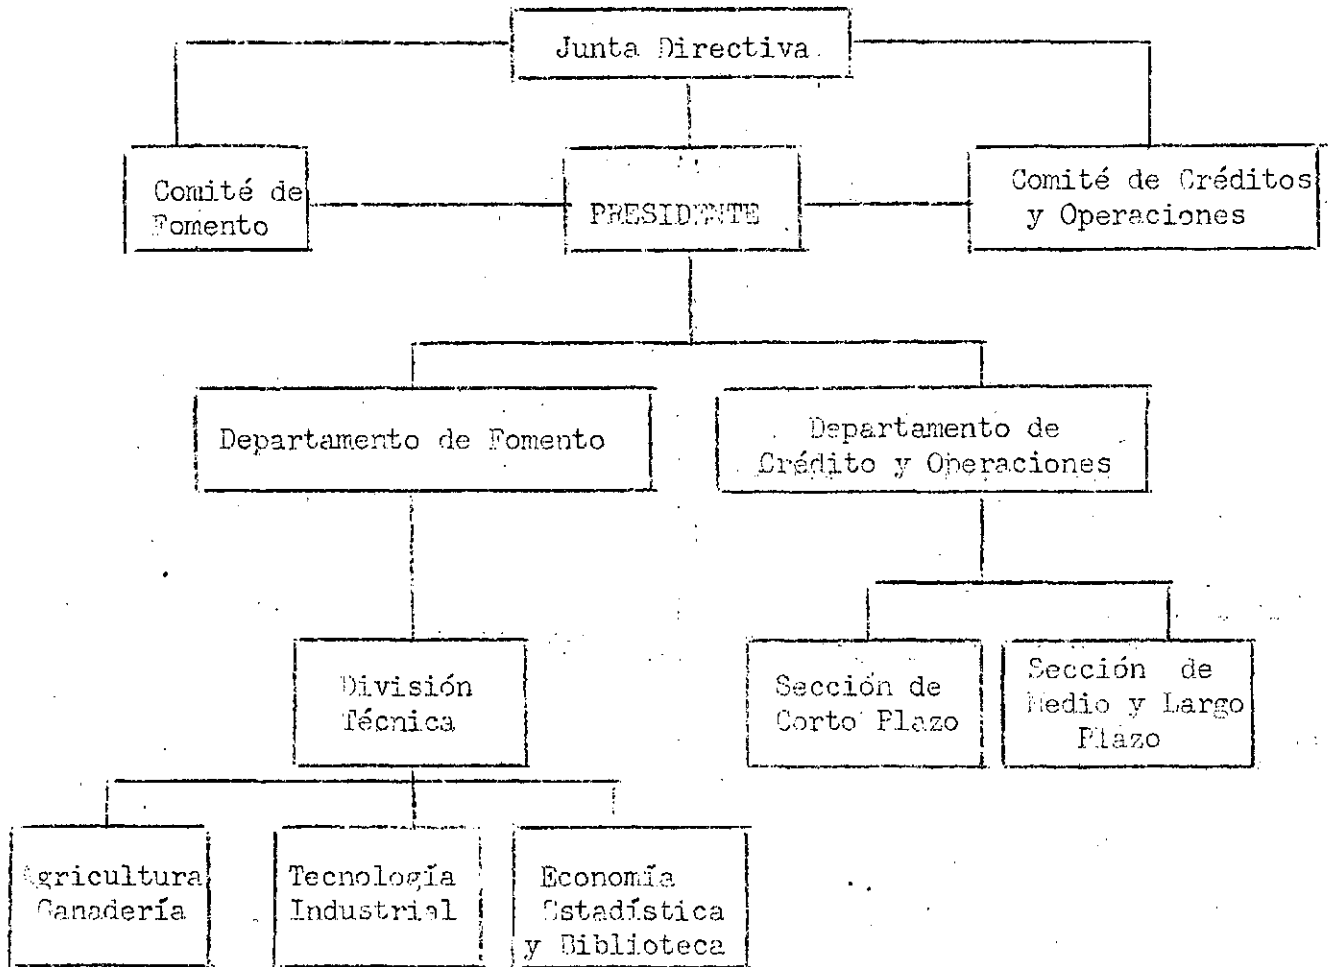 Junta Directiva
Comité de
Fomento
PRESIDENTE
Comité de Créditos
y Operaciones
Departamento de Fomento
Departamento de
Crédito y Operaciones
División
Técnica
Sección de
Corto Plazo
Sección de
Medio y Largo
Plazo
Agricultura
Ganadería
Tecnología
Industrial
Economía
Estadística
y Biblioteca